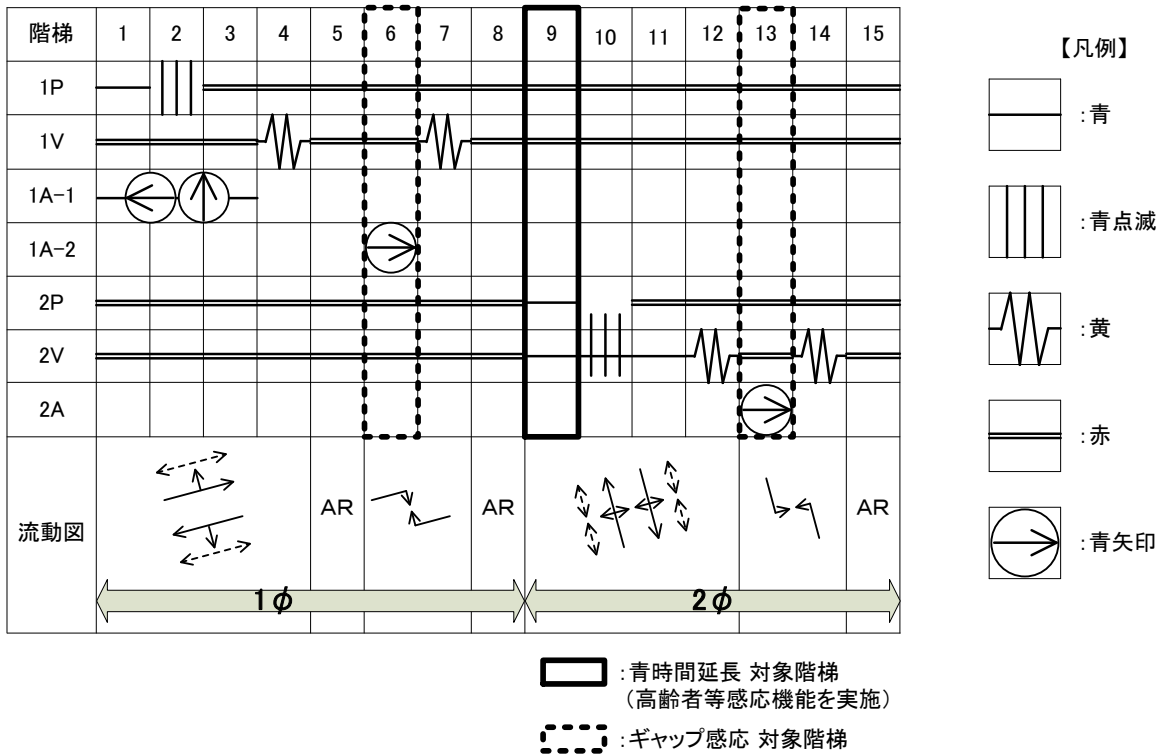 階梯 1 2 3 4 5 6 7 8 9 10 11 12 13 14 15
1P
1V
1A-1
1A-2
2P
2V
2A
流動図 AR AR AR
1φ 2φ
【凡例】
:青
:青点滅
:黄
:赤
:青矢印
:青時間延長 対象階梯
(高齢者等感応機能を実施)
:ギャップ感応 対象階梯